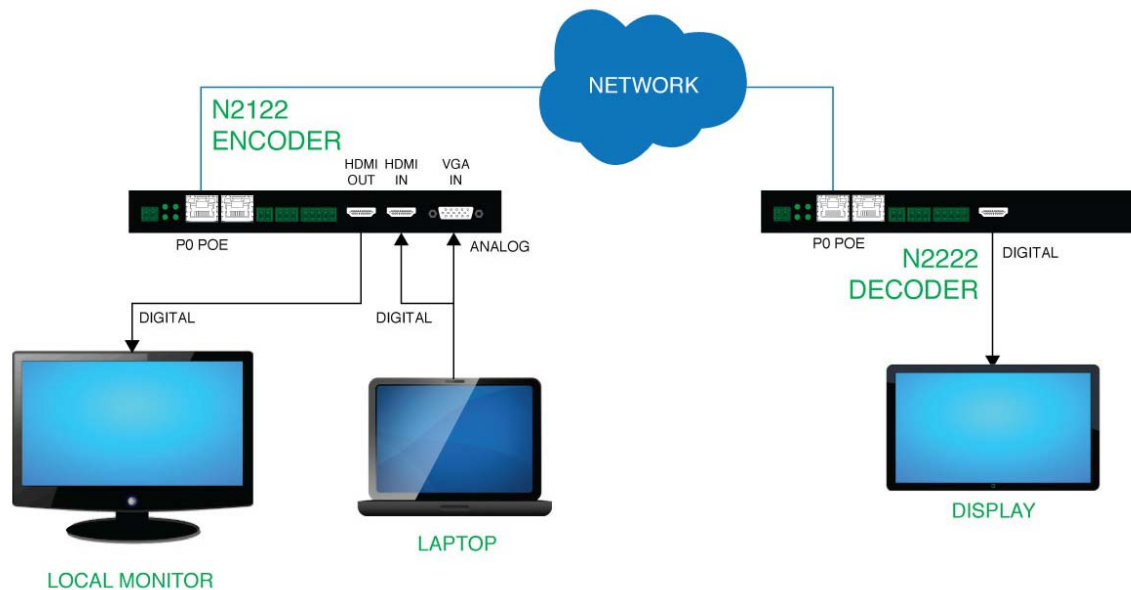 NETWORK
N2122
ENCODER
HDMI
OUT
HDMI
IN
VGA
IN
P0 POE
ANALOG
DIGITAL
DIGITAL
LOCAL MONITOR
LAPTOP
P0 POE
N2222
DECODER
DIGITAL
DISPLAY